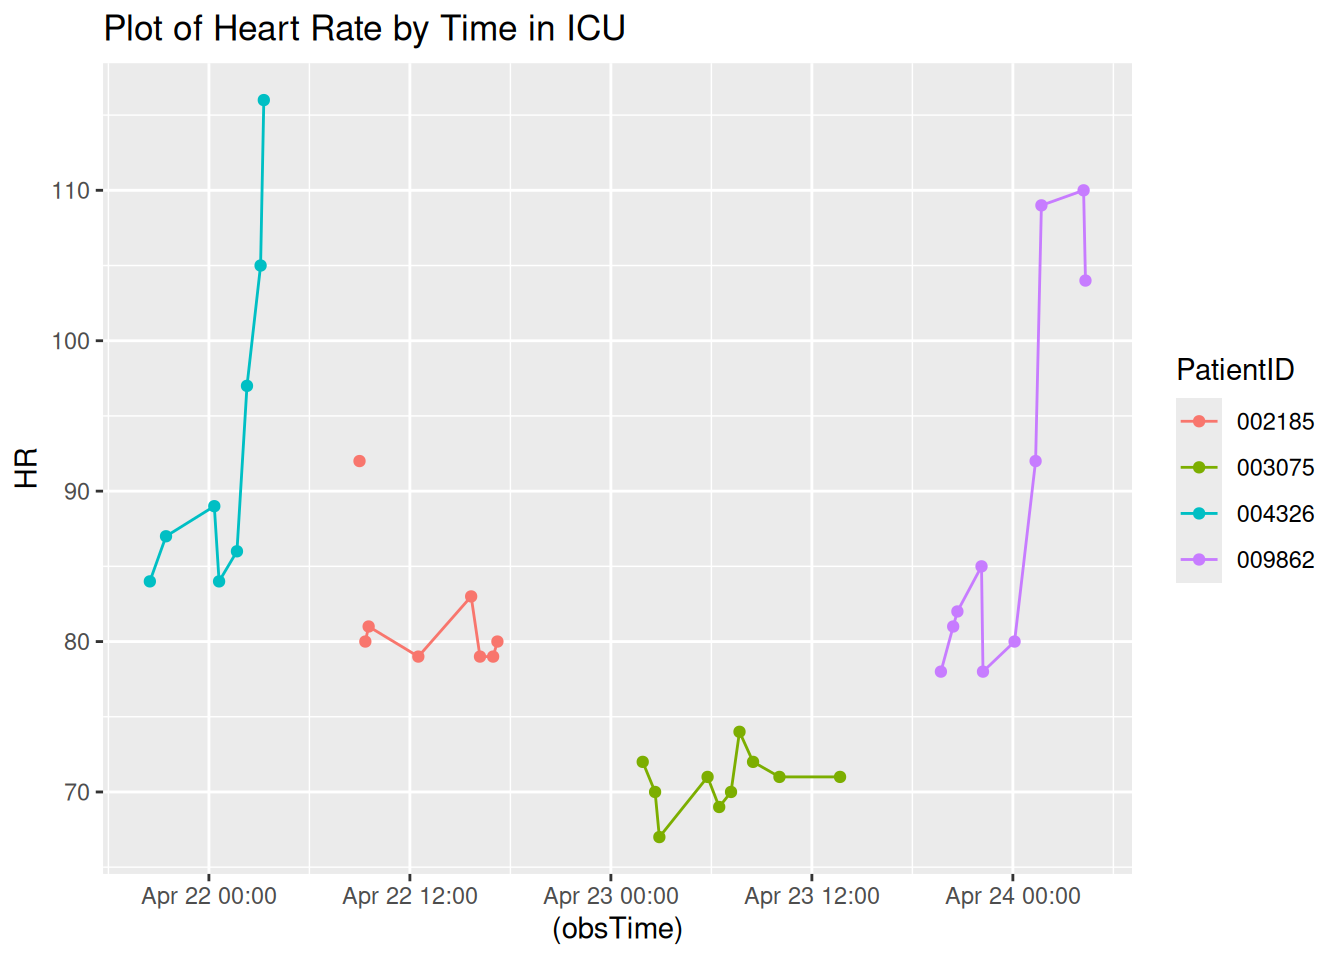 Plot of Heart Rate by Time in ICU
110
100
90
80
70
HR
Apr 22 00:00
Apr 22 12:00
Apr 23 00:00
Apr 23 12:00
Apr 24 00:00
(obsTime)
PatientID
002185
003075
004326
009862